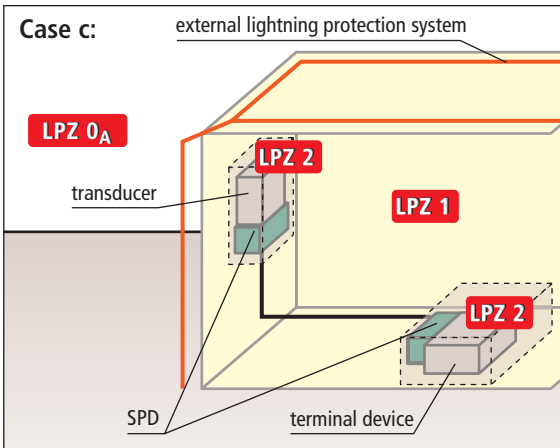 Case c:
external lightning protection system
LPZ 0A
LPZ 2
transducer
LPZ 1
LPZ 2
SPD
terminal device